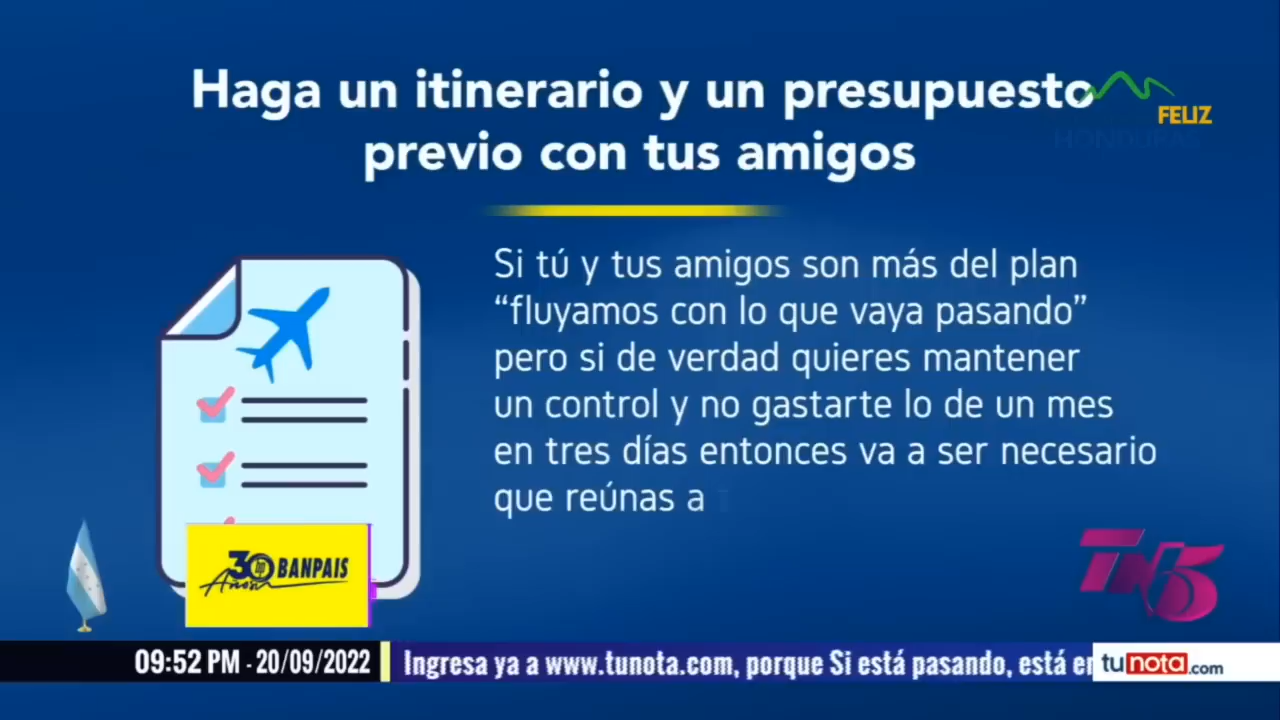 Haga un itinerario y un presupuesto
previo con tus amigos
FELIZ
HONDURAS
Si tú y tus amigos son más del plan
“fluyamos con lo que vaya pasando”
pero si de verdad quieres mantener
un control y no gastarte lo de un mes
en tres días entonces va a ser necesario
que reúnas a
30 Años bp BANPAIS
TN5
09:52 PM - 20/09/2022
Ingresa ya a www.tunota.com, porque Si está pasando, está en
tunota.com